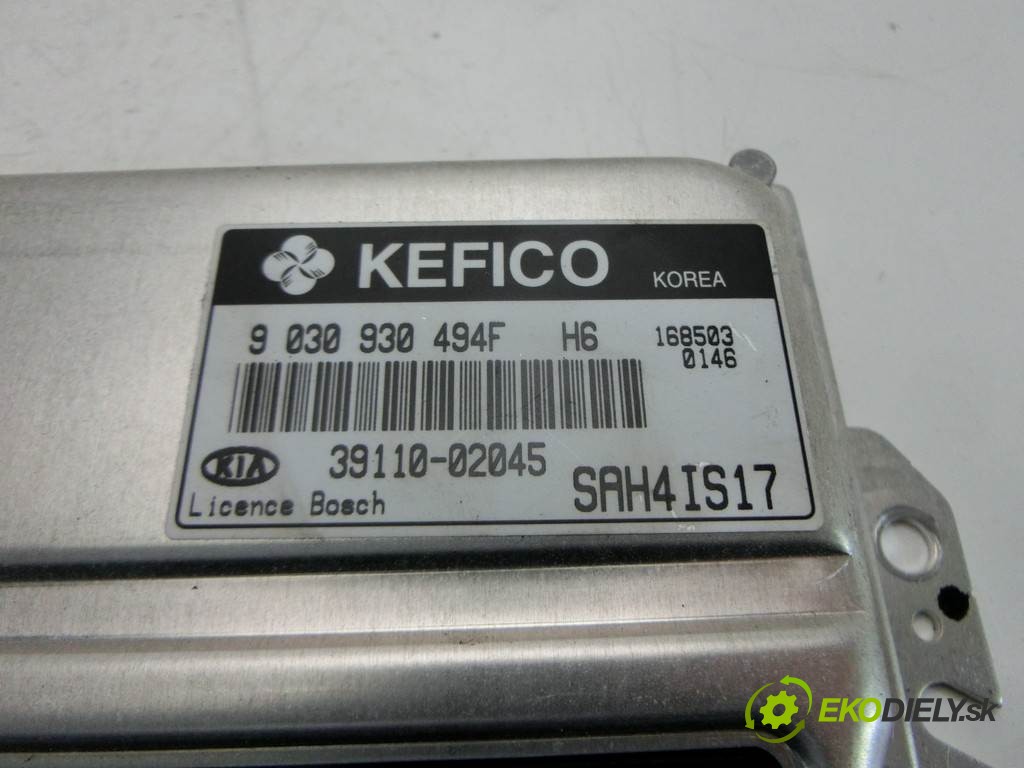 KEFICO KOREA
9 030 930 494F H6 168503
0146
KIA 39110-02045 SAH4IS17
Licence Bosch
EKODIELY.sk